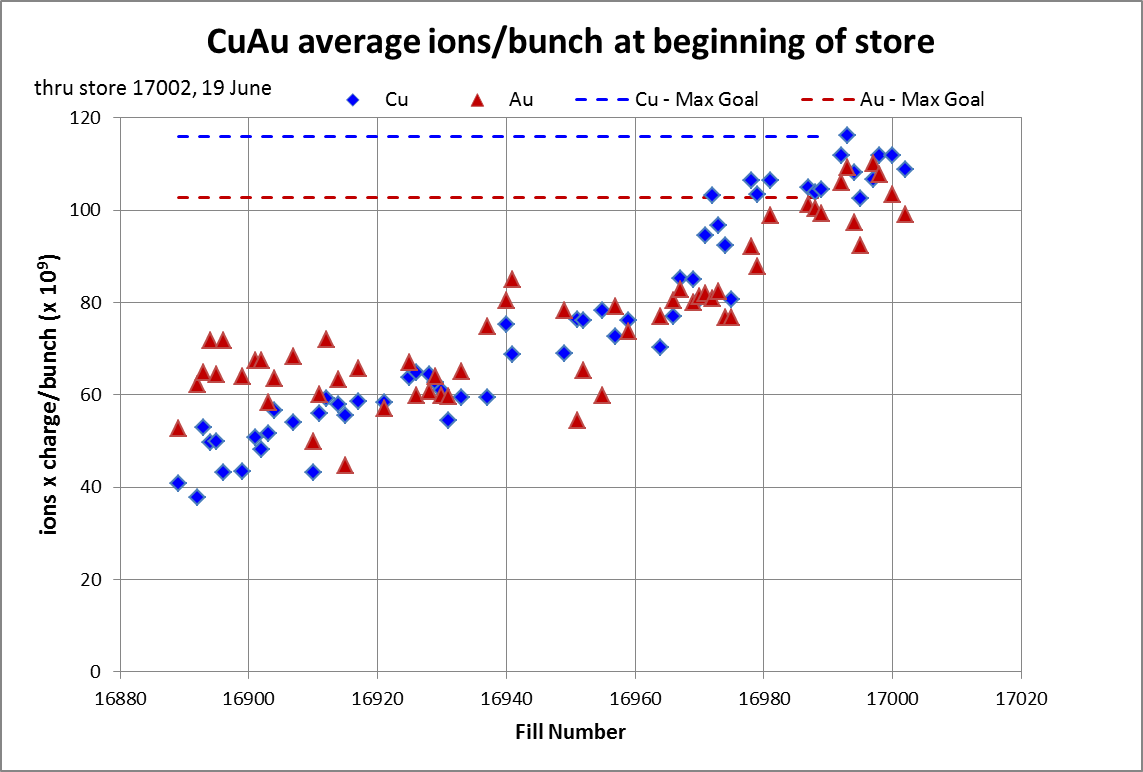 CuAu average ions/bunch at beginning of store
thru store 17002, 19 June
Cu Au Cu - Max Goal Au - Max Goal
120
100
80
60
40
20
0
ions x charge/bunch (x 10⁹)
16880 16900 16920 16940 16960 16980 17000 17020
Fill Number